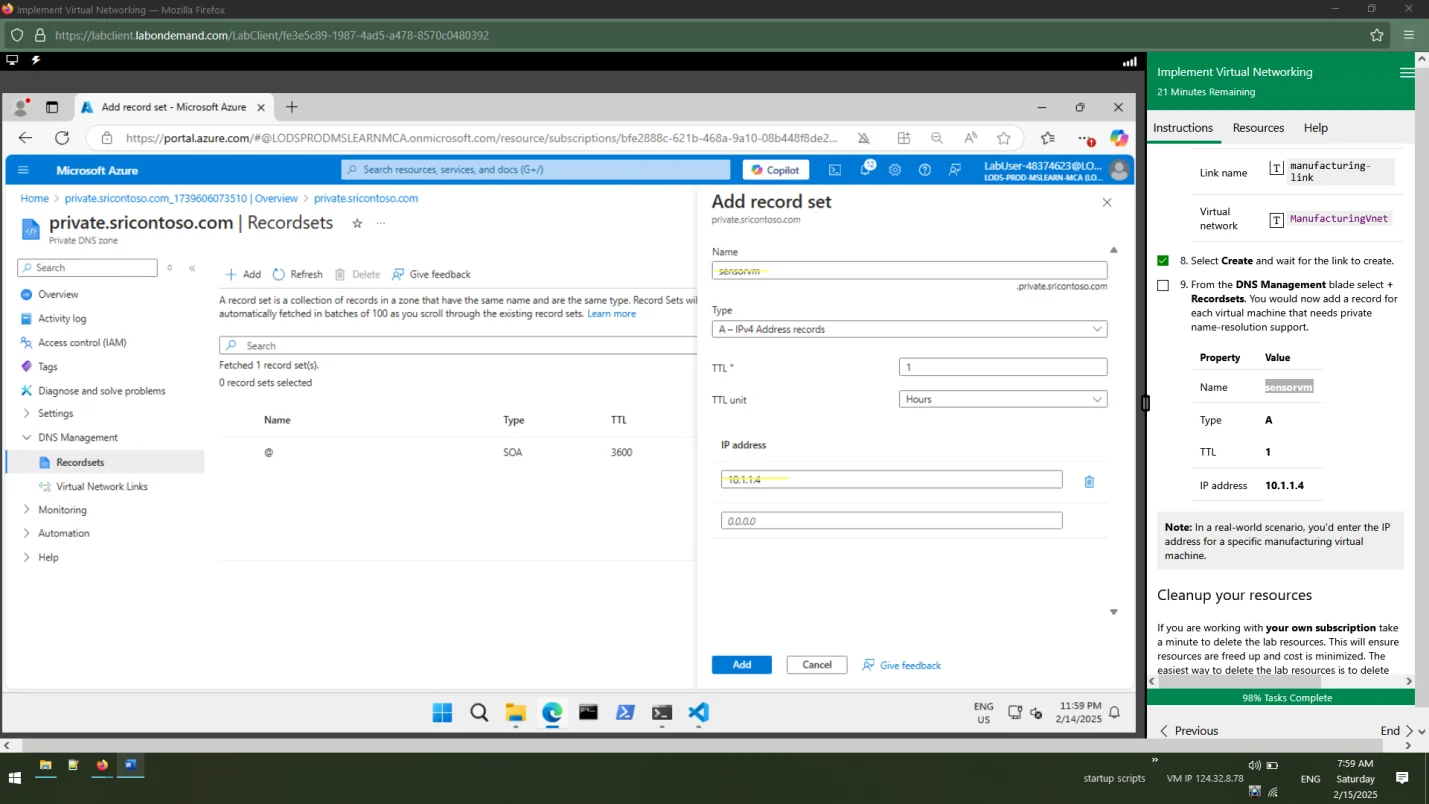 Implement Virtual Networking — Mozilla Firefox
https://labclient.labondemand.com/LabClient/fe3e5c89-1987-4ad5-a478-8570c0480392
Add record set - Microsoft Azure
https://portal.azure.com/#@LODSPRODMSLEARNMCA.onmicrosoft.com/resource/subscriptions/bfe2888c-621b-468a-9a10-08b448f8de2...
Microsoft Azure
Search resources, services, and docs (G+/)
Copilot
12
LabUser-48374623@LO...
LODS-PROD-MSLEARN-MCA (LO...
Home > private.sricontoso.com_1739606073510 | Overview > private.sricontoso.com
private.sricontoso.com | Recordsets
Private DNS zone
Search
Overview
Activity log
Access control (IAM)
Tags
Diagnose and solve problems
Settings
DNS Management
Recordsets
Virtual Network Links
Monitoring
Automation
Help
Add
Refresh
Delete
Give feedback
A record set is a collection of records in a zone that have the same name and are the same type. Record Sets wil
automatically fetched in batches of 100 as you scroll through the existing record sets. Learn more
Search
Fetched 1 record set(s).
0 record sets selected
Name Type TTL
@ SOA 3600
Add record set
private.sricontoso.com
Name
sensorvm
.private.sricontoso.com
Type
A – IPv4 Address records
TTL *
1
TTL unit
Hours
IP address
10.1.1.4
0.0.0.0
Add
Cancel
Give feedback
ENG
US
11:59 PM
2/14/2025
Implement Virtual Networking
21 Minutes Remaining
Instructions Resources Help
Link name
manufacturing-
link
Virtual
network
ManufacturingVnet
8. Select Create and wait for the link to create.
9. From the DNS Management blade select +
Recordsets. You would now add a record for
each virtual machine that needs private
name-resolution support.
Property Value
Name sensorvm
Type A
TTL 1
IP address 10.1.1.4
Note: In a real-world scenario, you'd enter the IP
address for a specific manufacturing virtual
machine.
Cleanup your resources
If you are working with your own subscription take
a minute to delete the lab resources. This will ensure
resources are freed up and cost is minimized. The
easiest way to delete the lab resources is to delete
98% Tasks Complete
Previous
End
startup scripts
VM IP 124.32.8.78
ENG
7:59 AM
Saturday
2/15/2025